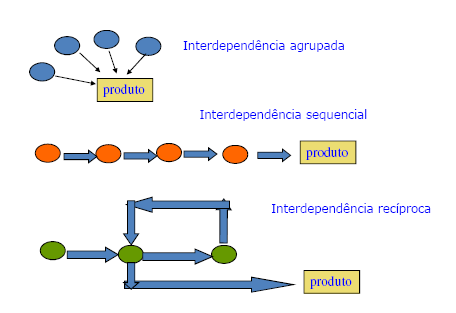 Interdependência agrupada
produto
Interdependência sequencial
produto
Interdependência recíproca
produto